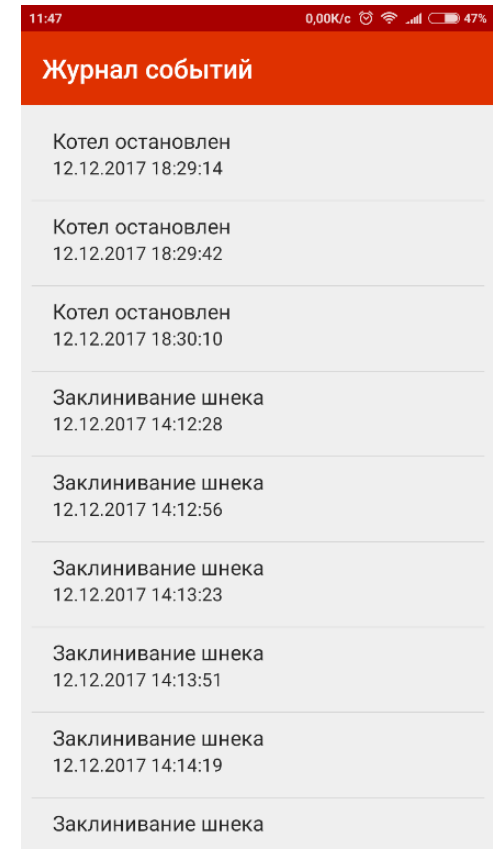 11:47 0,00К/с 47%
Журнал событий
Котел остановлен
12.12.2017 18:29:14
Котел остановлен
12.12.2017 18:29:42
Котел остановлен
12.12.2017 18:30:10
Заклинивание шнека
12.12.2017 14:12:28
Заклинивание шнека
12.12.2017 14:12:56
Заклинивание шнека
12.12.2017 14:13:23
Заклинивание шнека
12.12.2017 14:13:51
Заклинивание шнека
12.12.2017 14:14:19
Заклинивание шнека